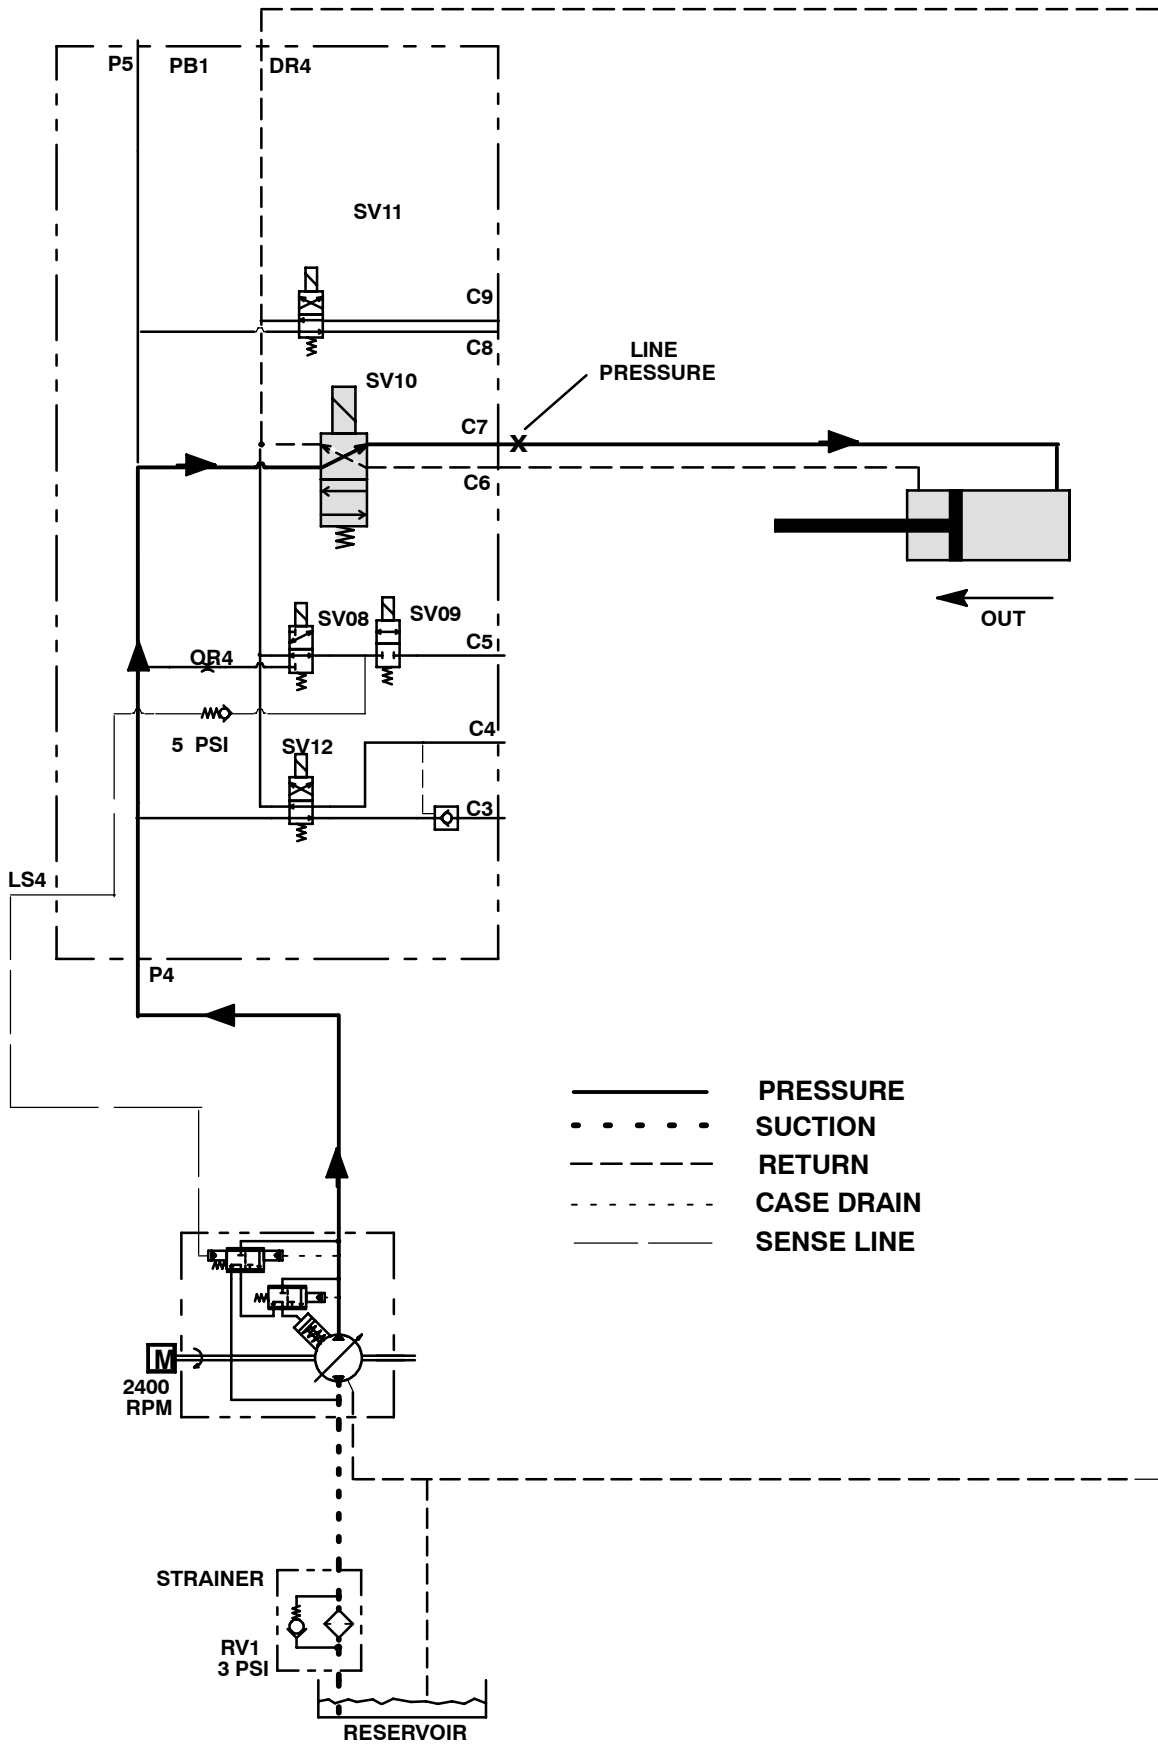 P5 PB1 DR4
SV11
C9
C8
LINE
PRESSURE
SV10
C7
X
C6
OUT
SV08 SV09
C5
OR4
C4
5 PSI
SV12
C3
LS4
P4
PRESSURE
SUCTION
RETURN
CASE DRAIN
SENSE LINE
M
2400
RPM
STRAINER
RV1
3 PSI
RESERVOIR